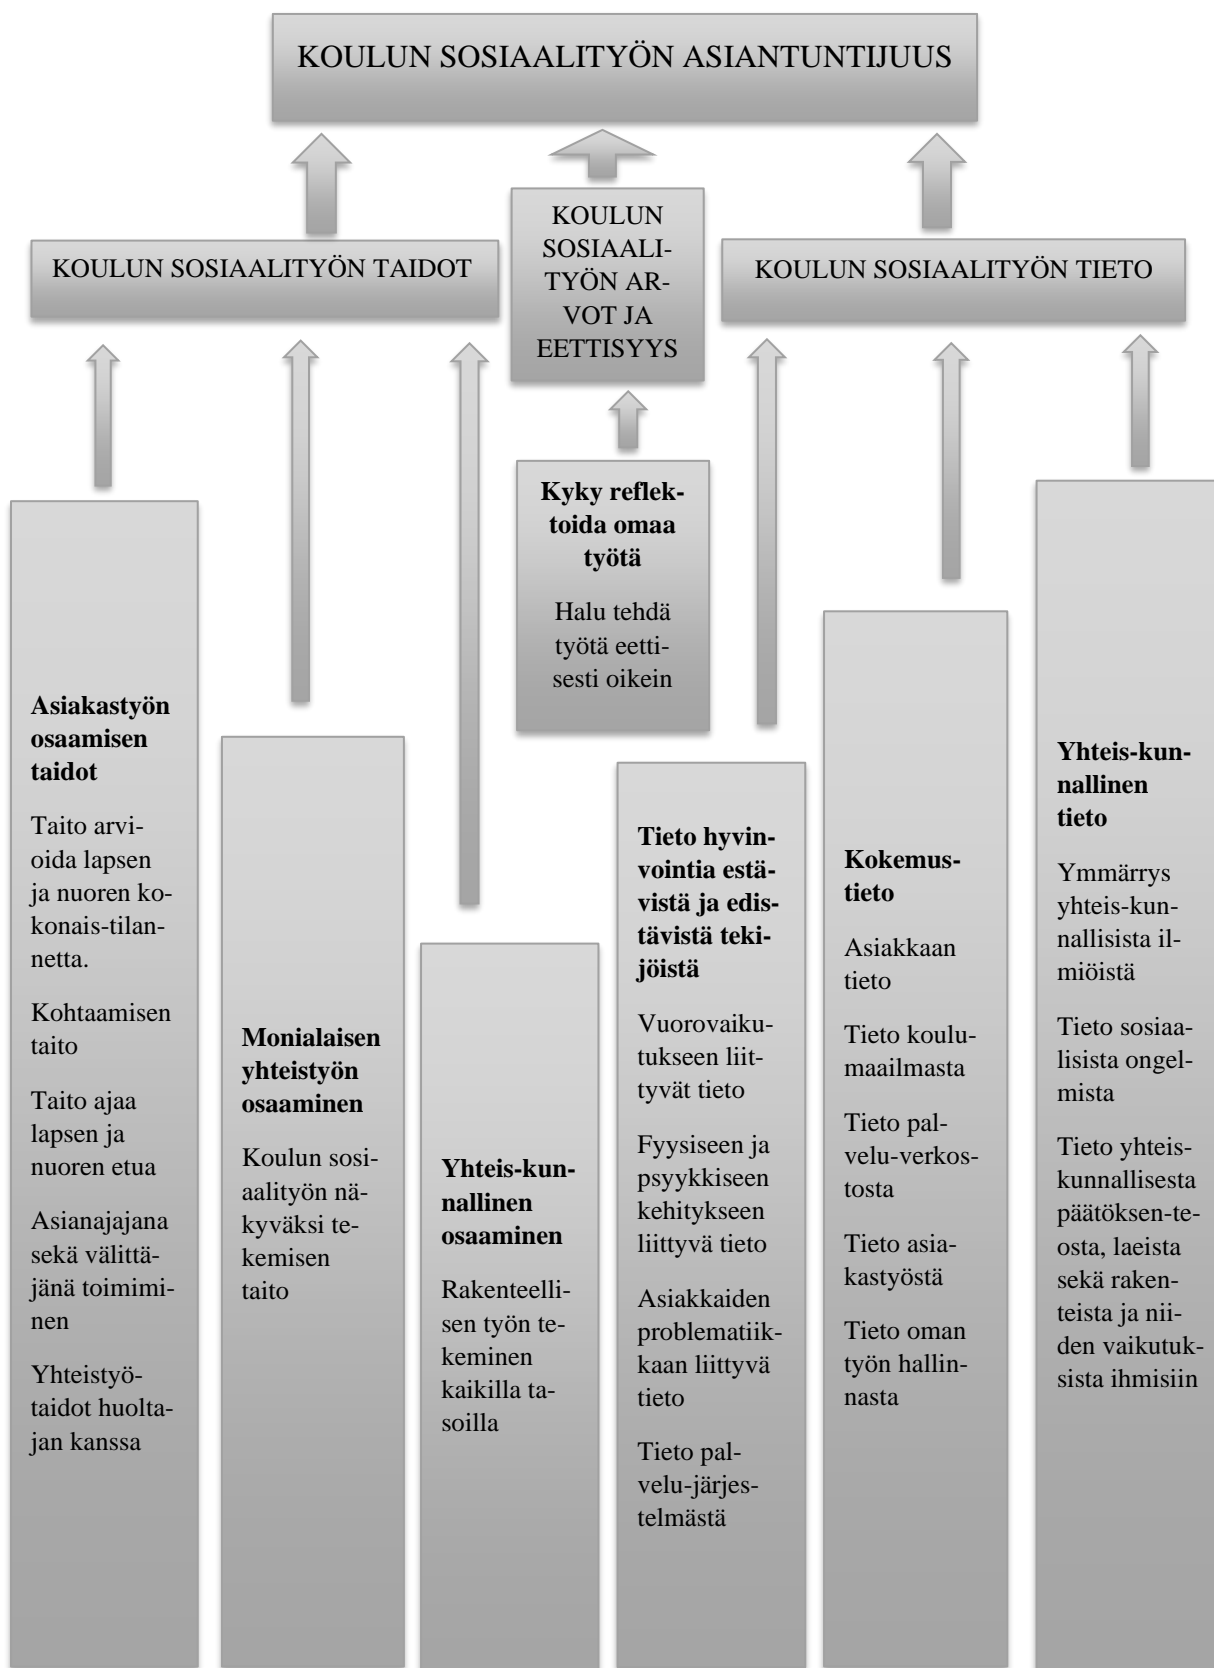 KOULUN SOSIAALITYÖN ASIANTUNTIJUUS
KOULUN SOSIAALITYÖN TAIDOT
KOULUN
SOSIAALI-
TYÖN AR-
VOT JA
EETTISYYS
KOULUN SOSIAALITYÖN TIETO
Kyky reflek-
toida omaa
työtä
Halu tehdä
työtä eetti-
sesti oikein
Asiakastyön
osaamisen
taidot
Taito arvi-
oida lapsen
ja nuoren ko-
konais-tilan-
netta.
Kohtaamisen
taito
Taito ajaa
lapsen ja
nuoren etua
Asianajajana
sekä välittä-
jänä toimimi-
nen
Yhteistyö-
taidot huolta-
jan kanssa
Monialaisen
yhteistyön
osaaminen
Koulun sosi-
aalityön nä-
kyväksi te-
kemisen
taito
Yhteis-kun-
nallinen
osaaminen
Rakenteelli-
sen työn te-
keminen
kaikilla ta-
soilla
Tieto hyvin-
vointia estä-
vistä ja edis-
tävistä teki-
jöistä
Vuorovaiku-
tukseen liit-
tyvät tieto
Fyysiseen ja
psyykkiseen
kehitykseen
liittyvä tieto
Asiakkaiden
problematiik-
kaan liittyvä
tieto
Tieto pal-
velu-järjes-
telmästä
Kokemus-
tieto
Asiakkaan
tieto
Tieto koulu-
maailmasta
Tieto pal-
velu-verkos-
tosta
Tieto asia-
kastyöstä
Tieto oman
työn hallin-
nasta
Yhteis-kun-
nallinen
tieto
Ymmärrys
yhteis-kun-
nallisista il-
miöistä
Tieto sosiaa-
lisista ongel-
mista
Tieto yhteis-
kunnallisesta
päätöksen-te-
osta, laeista
sekä raken-
teista ja nii-
den vaikutuk-
sista ihmisiin